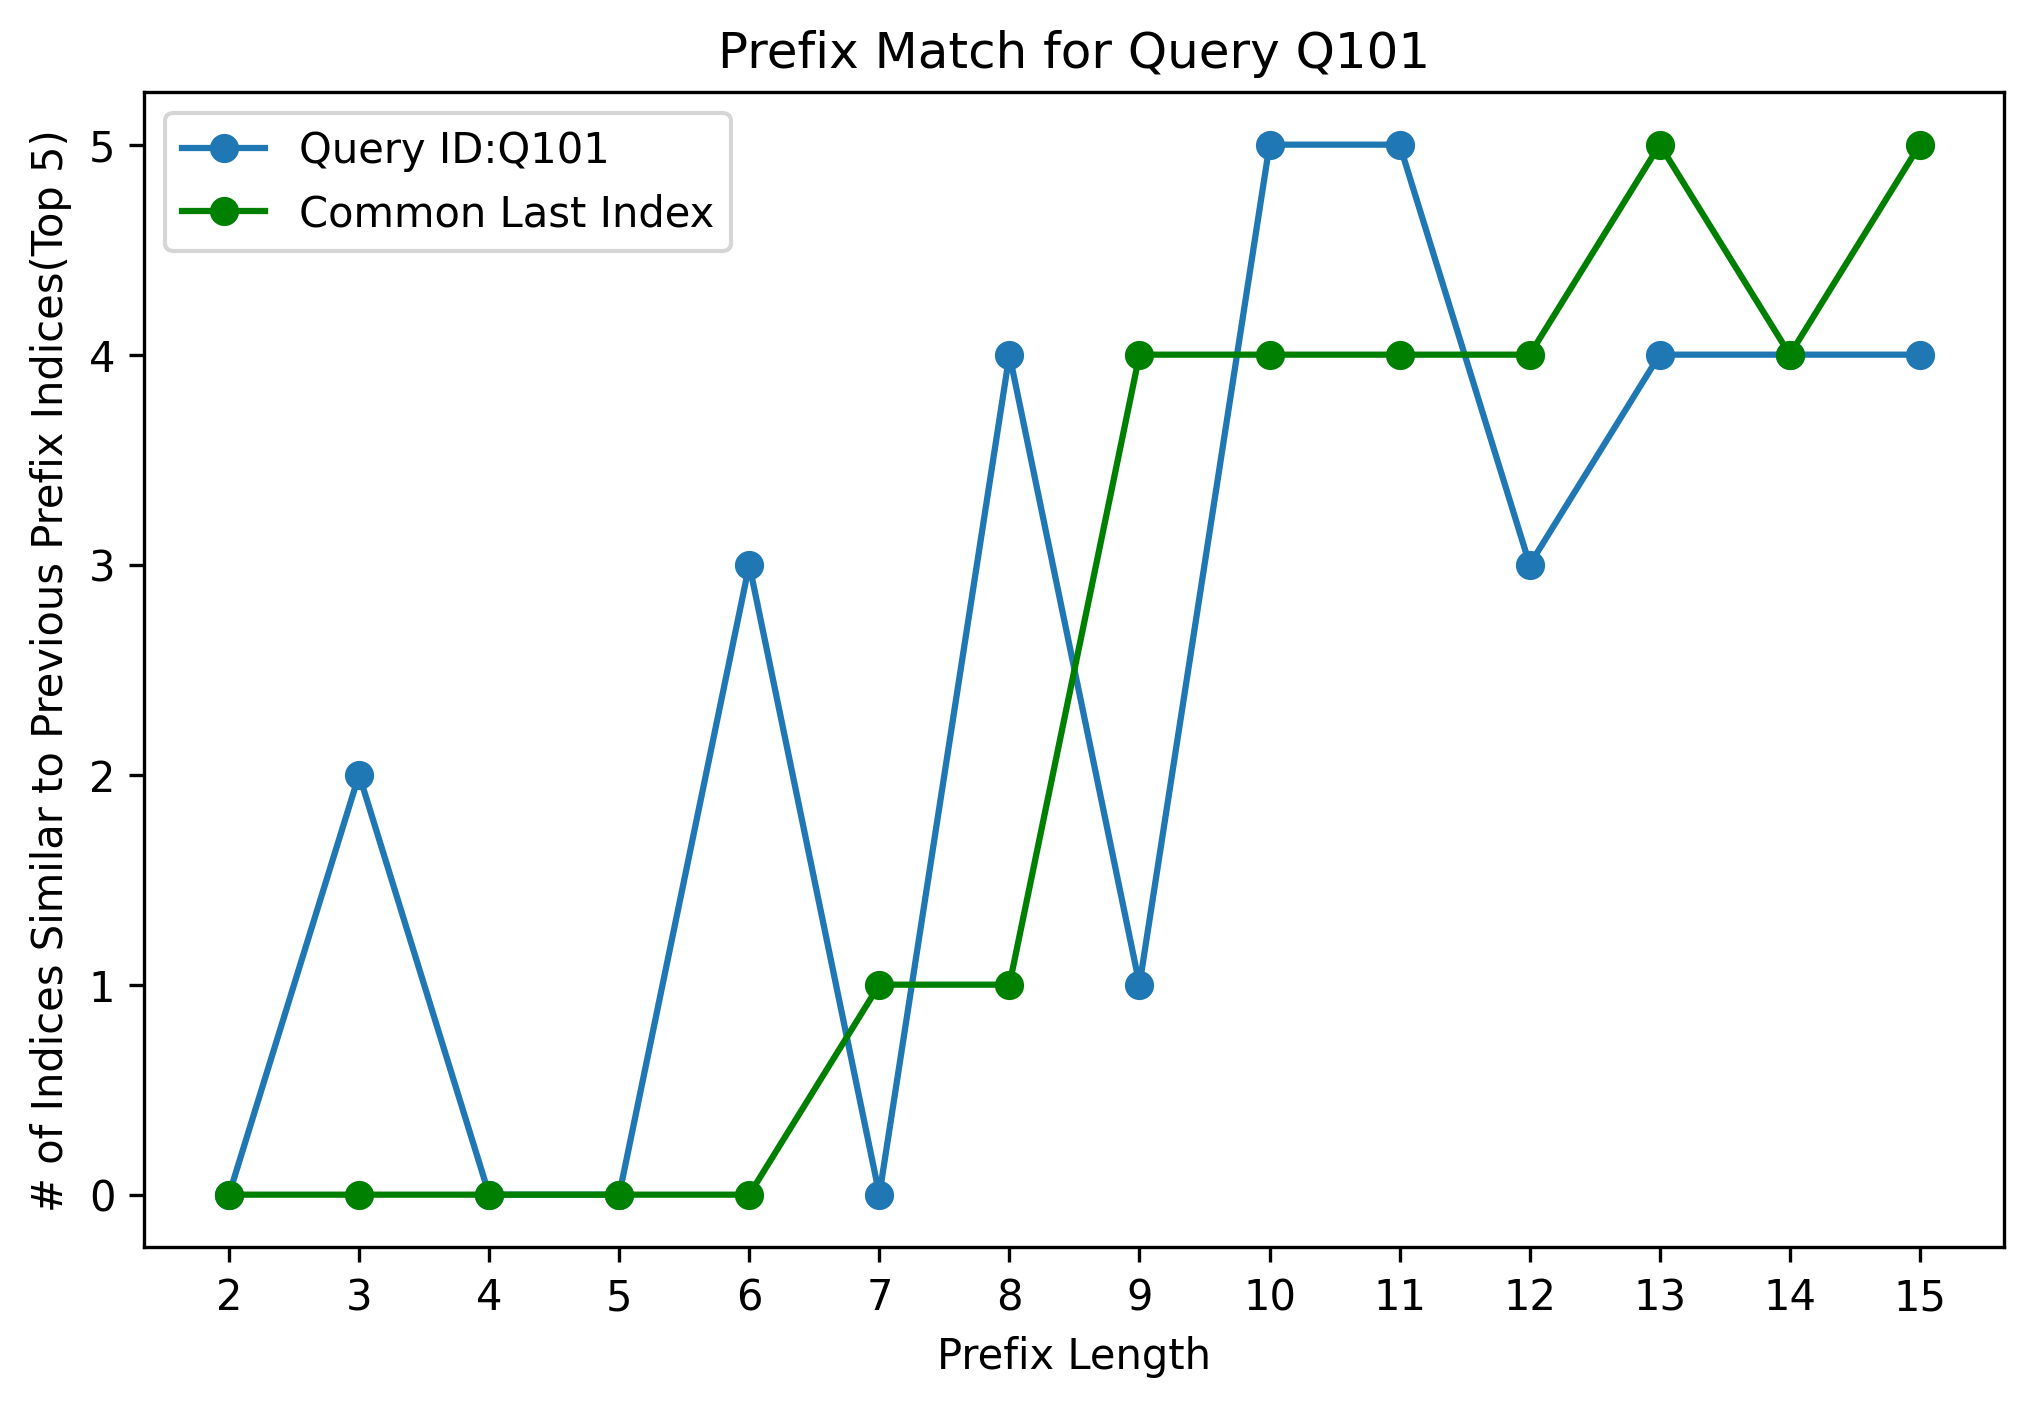 Prefix Match for Query Q101
Query ID:Q101
Common Last Index
# of Indices Similar to Previous Prefix Indices(Top 5)
5
4
3
2
1
0
2 3 4 5 6 7 8 9 10 11 12 13 14 15
Prefix Length